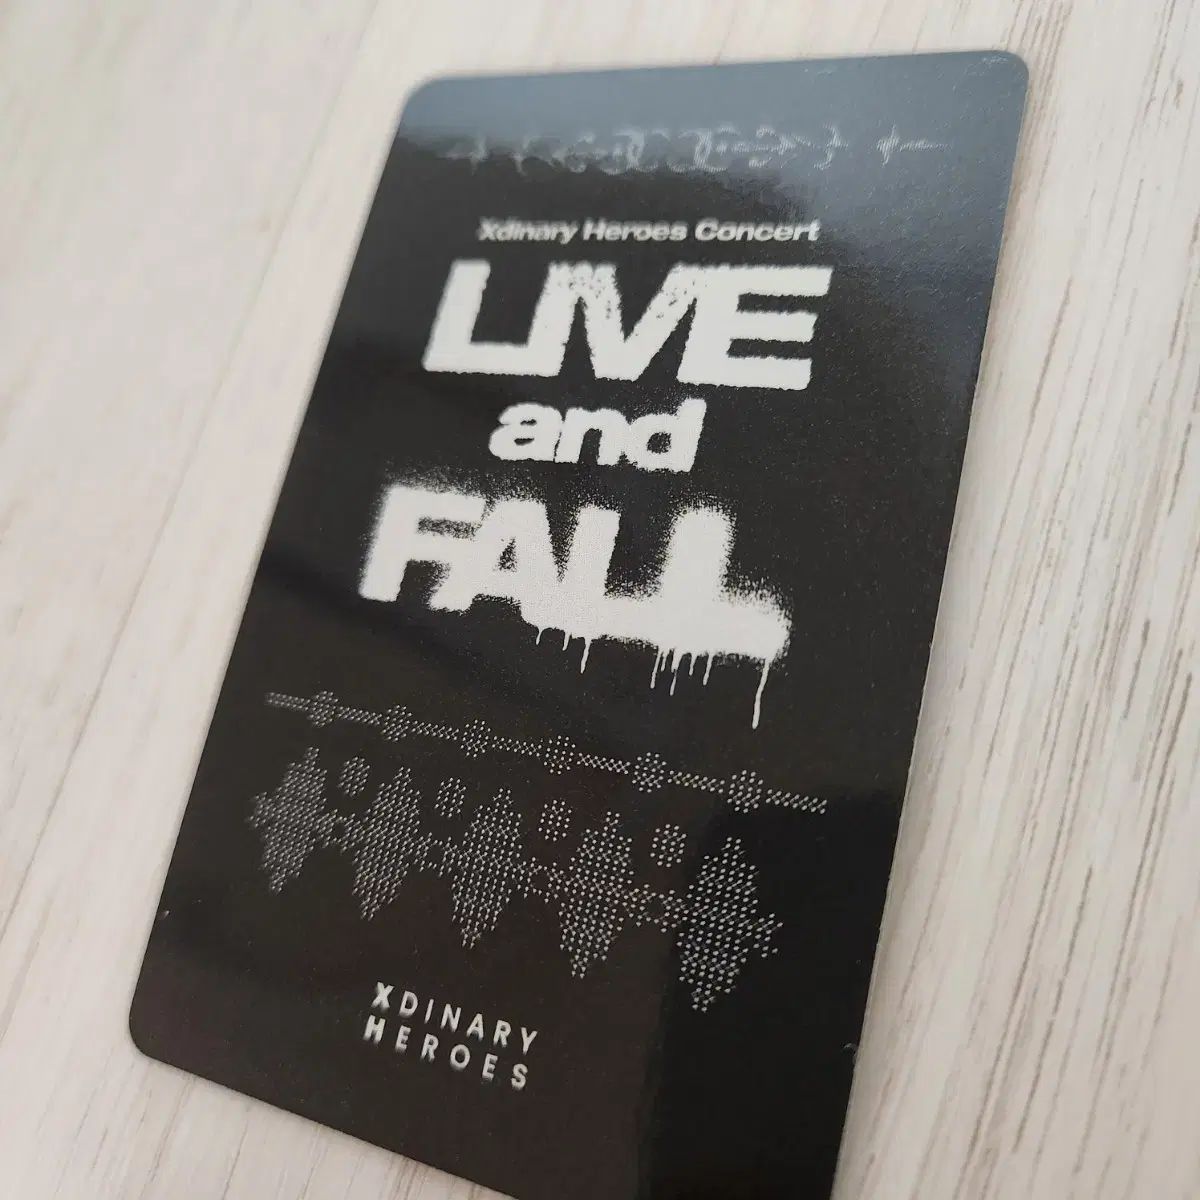 Xdinary Heroes Concert
LIVE
and
FALL
XDINARY
HEROES